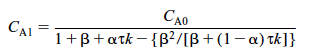 C_A1 = C_A0 / 1 + β + ατk − {β²/[β + (1 − α)τk]}